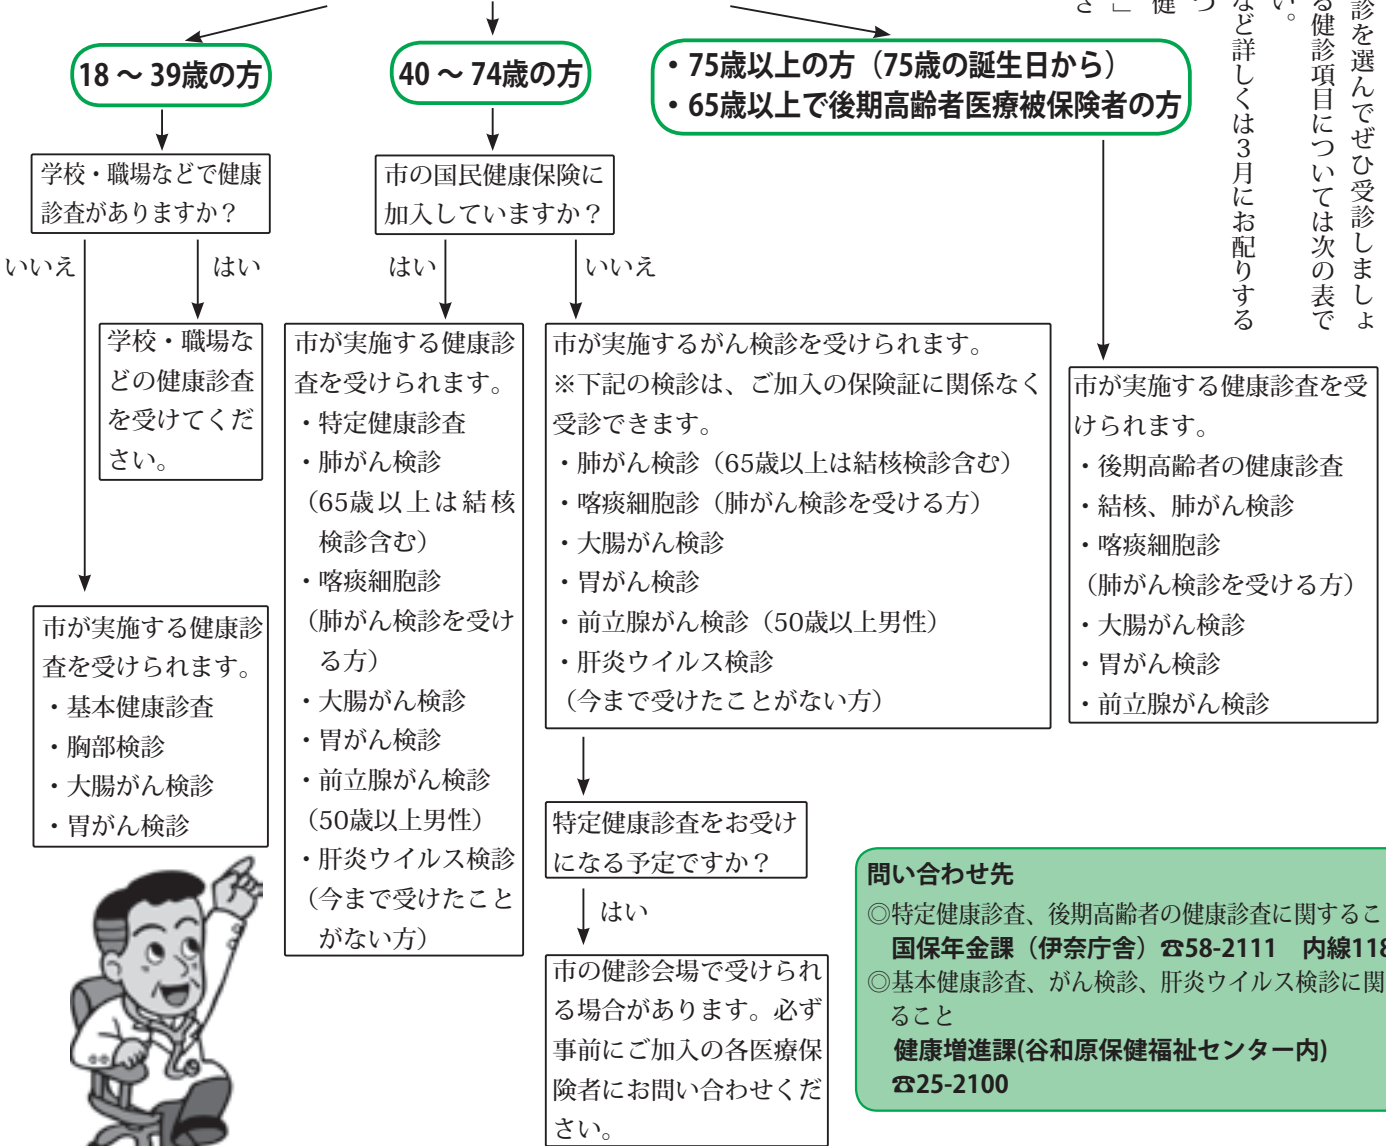 診を選んでぜひ受診しましょ
る健診項目については次の表で
い。
など詳しくは３月にお配りする
つ
健
」
さ
18 ～ 39歳の方
学校・職場などで健康
診査がありますか？
いいえ
はい
学校・職場な
どの健康診査
を受けてくだ
さい。
市が実施する健康診
査を受けられます。
・基本健康診査
・胸部検診
・大腸がん検診
・胃がん検診
40 ～ 74歳の方
市の国民健康保険に
加入していますか？
はい
いいえ
市が実施する健康診
査を受けられます。
・特定健康診査
・肺がん検診
（65歳以上は結核
検診含む）
・喀痰細胞診
（肺がん検診を受け
る方）
・大腸がん検診
・胃がん検診
・前立腺がん検診
（50歳以上男性）
・肝炎ウイルス検診
（今まで受けたこと
がない方）
市が実施するがん検診を受けられます。
※下記の検診は、ご加入の保険証に関係なく
受診できます。
・肺がん検診（65歳以上は結核検診含む）
・喀痰細胞診（肺がん検診を受ける方）
・大腸がん検診
・胃がん検診
・前立腺がん検診（50歳以上男性）
・肝炎ウイルス検診
（今まで受けたことがない方）
特定健康診査をお受け
になる予定ですか？
はい
市の健診会場で受けられ
る場合があります。必ず
事前にご加入の各医療保
険者にお問い合わせくだ
さい。
・75歳以上の方（75歳の誕生日から）
・65歳以上で後期高齢者医療被保険者の方
市が実施する健康診査を受
けられます。
・後期高齢者の健康診査
・結核、肺がん検診
・喀痰細胞診
（肺がん検診を受ける方）
・大腸がん検診
・胃がん検診
・前立腺がん検診
問い合わせ先
◎特定健康診査、後期高齢者の健康診査に関するこ
国保年金課（伊奈庁舎）☎58-2111　内線118
◎基本健康診査、がん検診、肝炎ウイルス検診に関
ること
健康増進課(谷和原保健福祉センター内)
☎25-2100